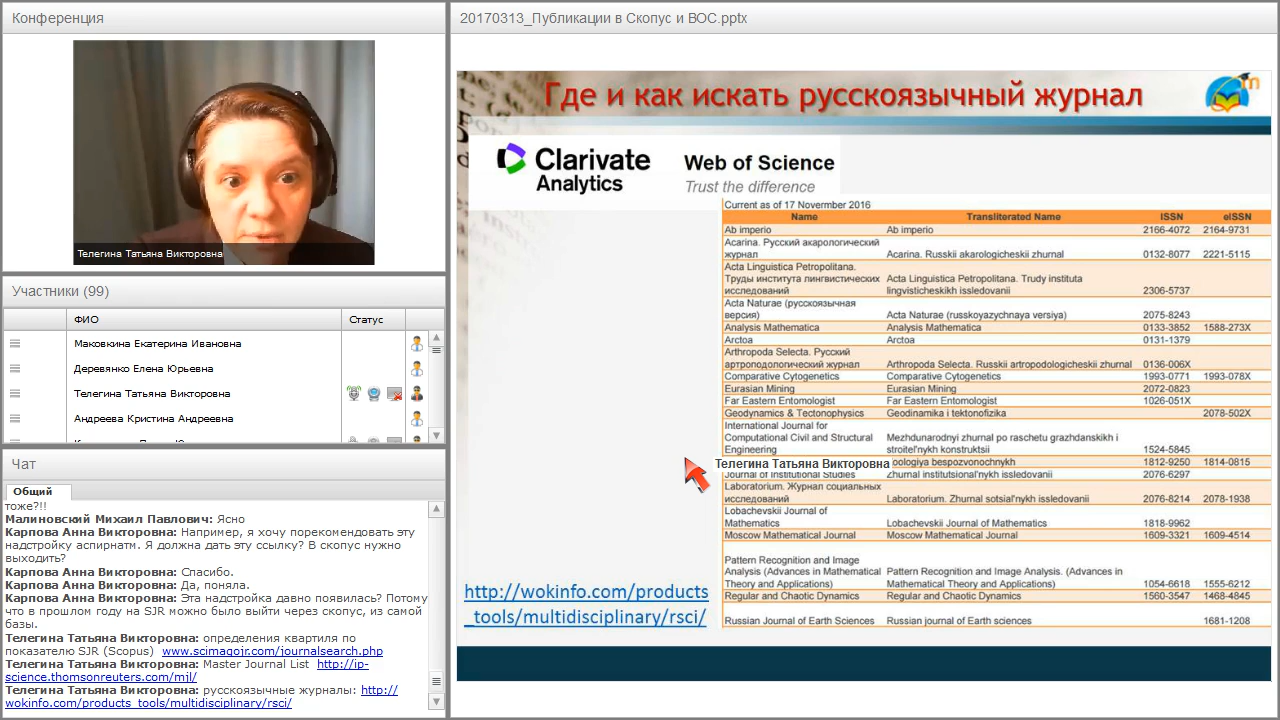 Конференция
Телегина Татьяна Викторовна
Участники (99)
ФИО Статус
Маковкина Екатерина Ивановна
Деревянко Елена Юрьевна
Телегина Татьяна
Андреева Кристина Андреевна
Чат
Общий
тоже?!!
Малиновский Михаил Павлович: Ясно
Карпова Анна Викторовна: Например, я хочу порекомендовать эту
надстройку аспирнатм. Я должна дать эту ссылку? В скопус нужно
выходить?
Карпова Анна Викторовна: Спасибо.
Карпова Анна Викторовна: Да, поняла.
Карпова Анна Викторовна: Эта надстройка давно появилась? Потому
что в прошлом году на SJR можно было выйти через скопус, из самой
базы.
Телегина Татьяна Викторовна: определения квартиля по
показателю SJR (Scopus) www.scimagojr.com/journalsearch.php
Телегина Татьяна Викторовна: Master Journal List http://ip-
science.thomsonreuters.com/mjl/
Телегина Татьяна Викторовна: русскоязычные журналы: http://
wokinfo.com/products_tools/multidisciplinary/rsci/
20170313_Публикации в Скопус и ВОС.pptx
Где и как искать русскоязычный журнал
Clarivate
Analytics
Web of Science
Trust the difference
http://wokinfo.com/products
_tools/multidisciplinary/rsci/
Current as of 17 Novermber 2016
Name Transliterated Name ISSN eISSN
Ab imperio Ab imperio 2166-4072 2164-9731
Acarina. Русский акарологический
журнал Acarina. Russkii akarologicheskii zhurnal 0132-8077 2221-5115
Acta Linguistica Petropolitana.
Труды института лингвистических Acta Linguistica Petropolitana. Trudy instituta
исследований lingvisticheskikh issledovanii 2306-5737
Acta Naturae (русскоязычная
версия) Acta Naturae (russkoyazychnaya versiya) 2075-8243
Analysis Mathematica Analysis Mathematica 0133-3852 1588-273X
Arctoa Arctoa 0131-1379
Arthropoda Selecta. Русский
артроподологический журнал Arthropoda Selecta. Russkii artropodologicheskii zhurnal 0136-006X
Comparative Cytogenetics Comparative Cytogenetics 1993-0771 1993-078X
Eurasian Mining Eurasian Mining 2072-0823
Far Eastern Entomologist Far Eastern Entomologist 1026-051X
Geodynamics & Tectonophysics Geodinamika i tektonofizika 2078-502X
International Journal for
Computational Civil and Structural Mezhdunarodnyi zhurnal po raschetu grazhdanskikh i
Engineering stroitel'nykh konstruktsii 1524-5845
Телегина Татьяна Викторовна oologiya bespozvonochnykh 1812-9250 1814-0815
Journal of Institutional Studies Zhurnal institutsional'nykh issledovanii 2076-6297
Laboratorium. Журнал социальных
исследований Laboratorium. Zhurnal sotsial'nykh issledovanii 2076-8214 2078-1938
Lobachevskii Journal of
Mathematics Lobachevskii Journal of Mathematics 1818-9962
Moscow Mathematical Journal Moscow Mathematical Journal 1609-3321 1609-4514
Pattern Recognition and Image
Analysis (Advances in Mathematical Pattern Recognition and Image Analysis. (Advances in
Theory and Applications) Mathematical Theory and Applications) 1054-6618 1555-6212
Regular and Chaotic Dynamics Regular and Chaotic Dynamics 1560-3547 1468-4845
Russian Journal of Earth Sciences Russian journal of Earth sciences 1681-1208